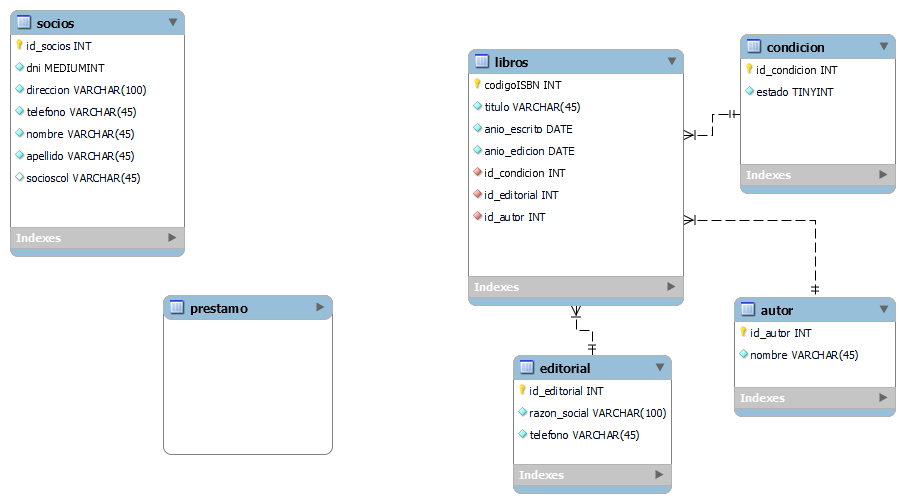 socios
id_socios INT
dni MEDIUMINT
direccion VARCHAR(100)
telefono VARCHAR(45)
nombre VARCHAR(45)
apellido VARCHAR(45)
socioscol VARCHAR(45)
Indexes
prestamo
libros
codigoISBN INT
titulo VARCHAR(45)
anio_escrito DATE
anio_edicion DATE
id_condicion INT
id_editorial INT
id_autor INT
Indexes
condicion
id_condicion INT
estado TINYINT
Indexes
autor
id_autor INT
nombre VARCHAR(45)
Indexes
editorial
id_editorial INT
razon_social VARCHAR(100)
telefono VARCHAR(45)
Indexes